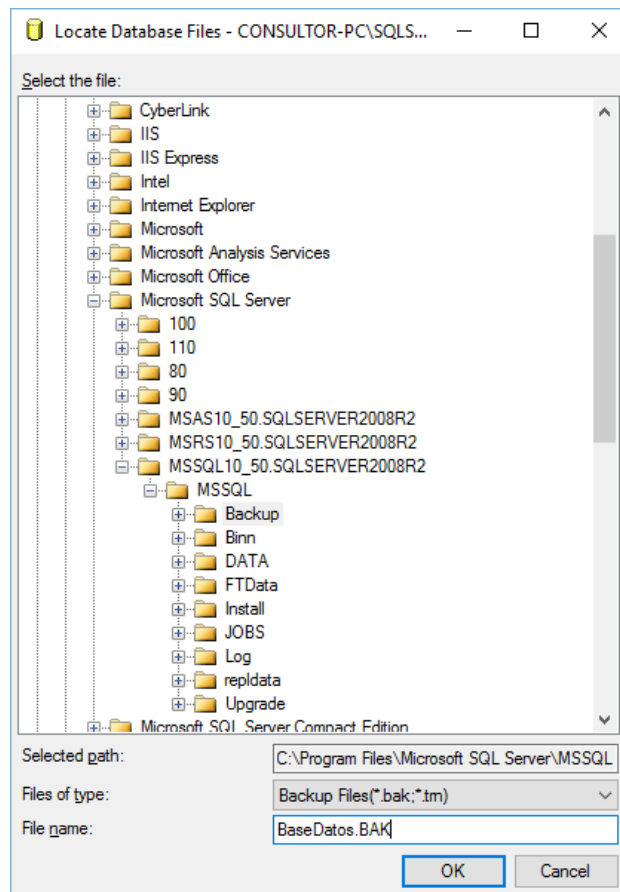 Locate Database Files - CONSULTOR-PC\SQLS...
Select the file:
CyberLink
IIS
IIS Express
Intel
Internet Explorer
Microsoft
Microsoft Analysis Services
Microsoft Office
Microsoft SQL Server
100
110
80
90
MSAS10_50.SQLSERVER2008R2
MSRS10_50.SQLSERVER2008R2
MSSQL10_50.SQLSERVER2008R2
MSSQL
Backup
Binn
DATA
FTData
Install
JOBS
Log
repldata
Upgrade
Microsoft SQL Server Compact Edition
Selected path: C:\Program Files\Microsoft SQL Server\MSSQL
Files of type: Backup Files(*.bak;*.trn)
File name: BaseDatos.BAK
OK Cancel